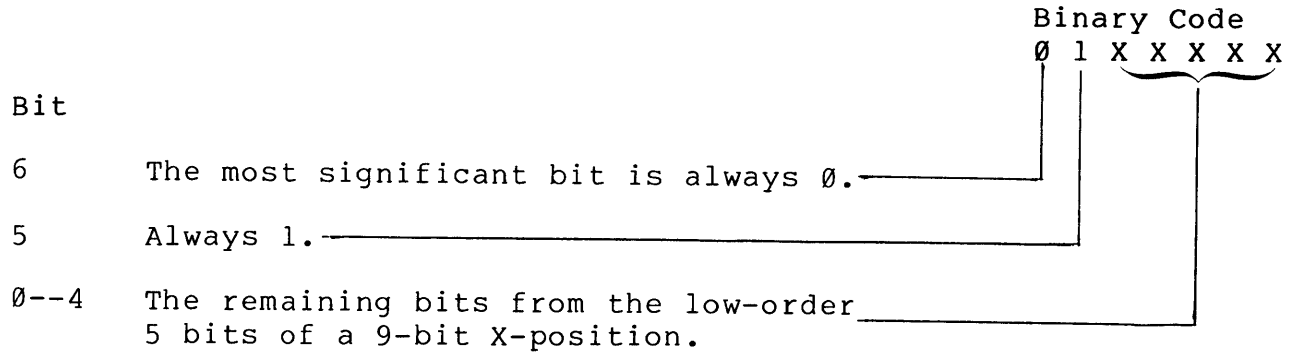 Binary Code
Ø 1 X X X X X
Bit
6 The most significant bit is always Ø.
5 Always 1.
Ø--4 The remaining bits from the low-order
5 bits of a 9-bit X-position.